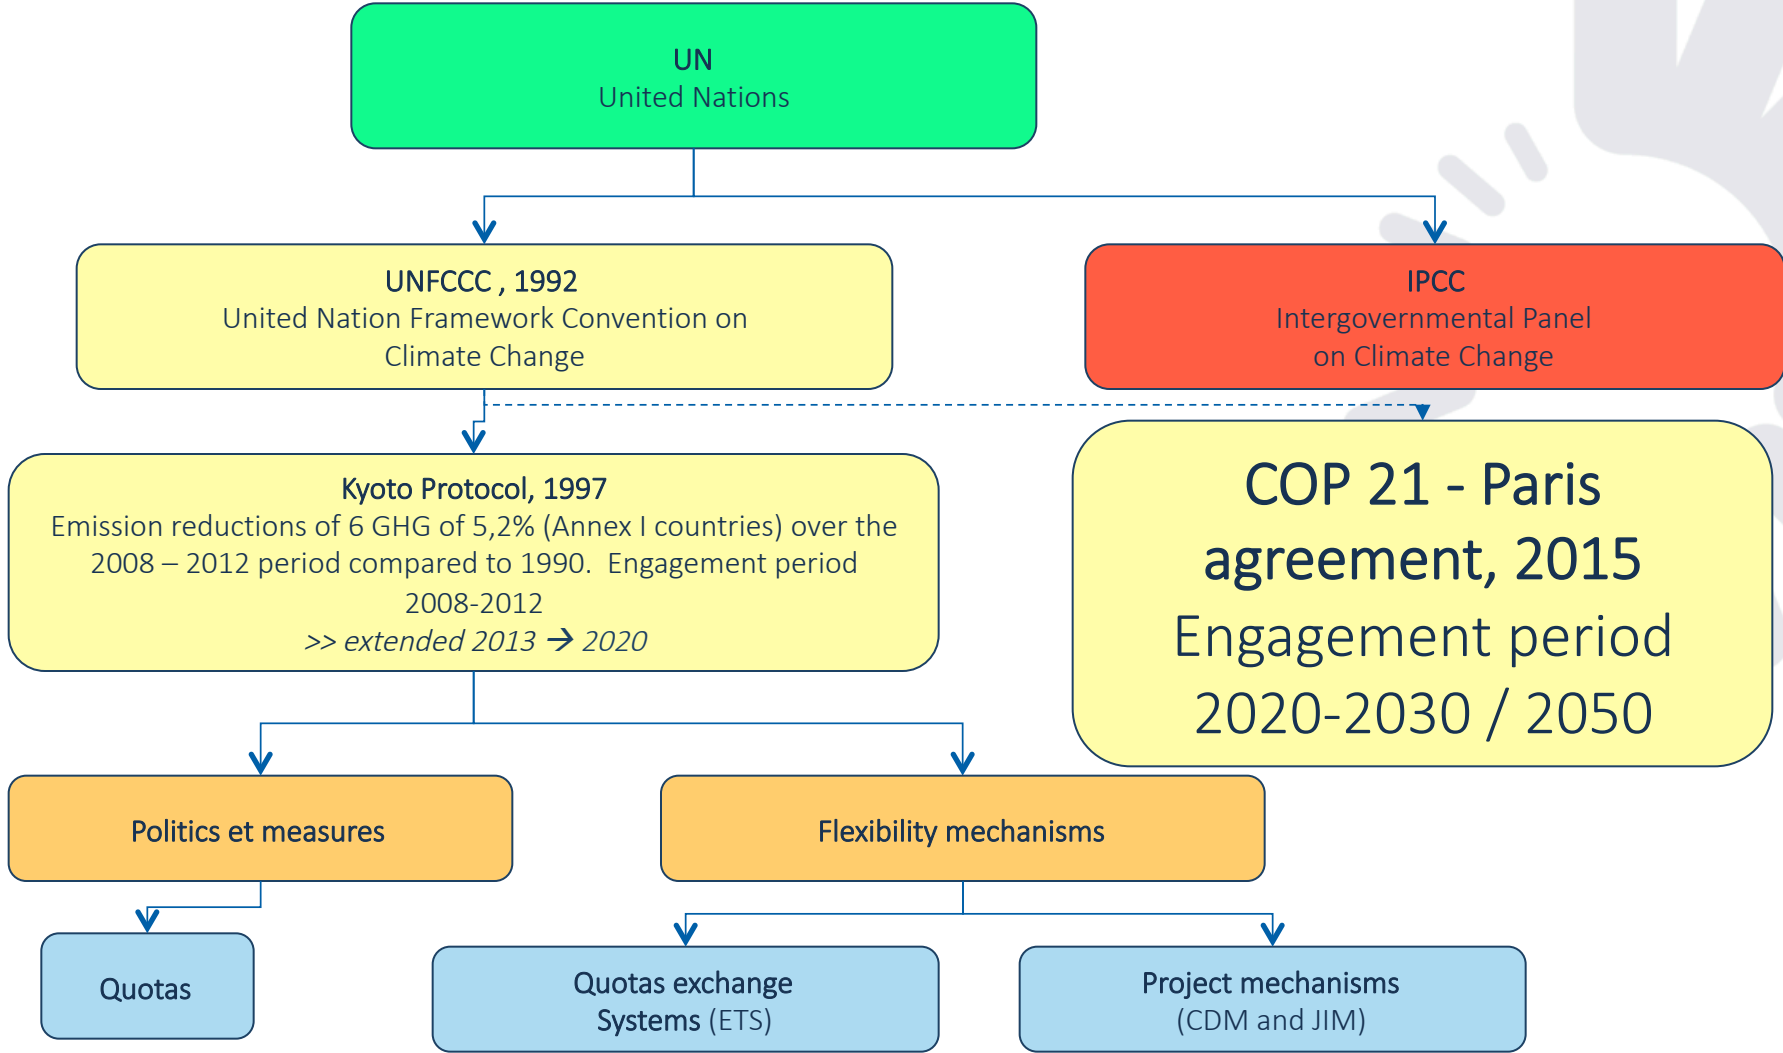 UN
United Nations
UNFCCC , 1992
United Nation Framework Convention on
Climate Change
IPCC
Intergovernmental Panel
on Climate Change
Kyoto Protocol, 1997
Emission reductions of 6 GHG of 5,2% (Annex I countries) over the
2008 – 2012 period compared to 1990.  Engagement period
2008-2012
>> extended 2013 → 2020
COP 21 - Paris
agreement, 2015
Engagement period
2020-2030 / 2050
Politics et measures
Flexibility mechanisms
Quotas
Quotas exchange
Systems (ETS)
Project mechanisms
(CDM and JIM)